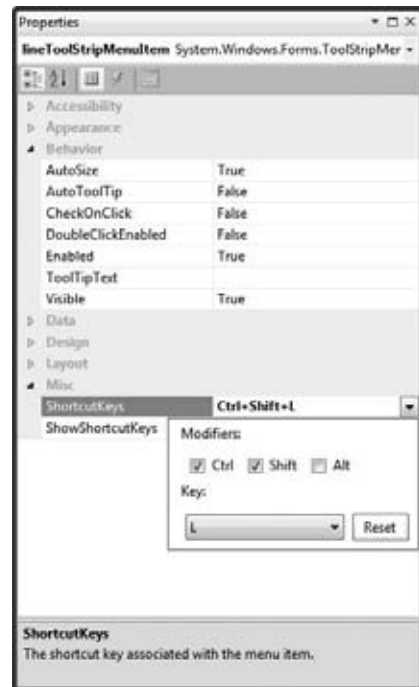 Properties
lineToolStripMenuItem System.Windows.Forms.ToolStripMer
Accessibility
Appearance
Behavior
AutoSize True
AutoToolTip False
CheckOnClick False
DoubleClickEnabled False
Enabled True
ToolTipText
Visible True
Data
Design
Layout
Misc
ShortcutKeys Ctrl+Shift+L
ShowShortcutKeys
Modifiers:
Ctrl Shift Alt
Key:
L Reset
ShortcutKeys
The shortcut key associated with the menu item.